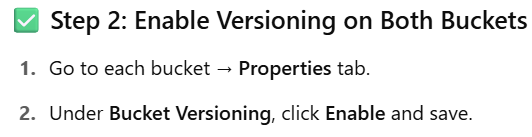 ✅ Step 2: Enable Versioning on Both Buckets
1. Go to each bucket → Properties tab.
2. Under Bucket Versioning, click Enable and save.